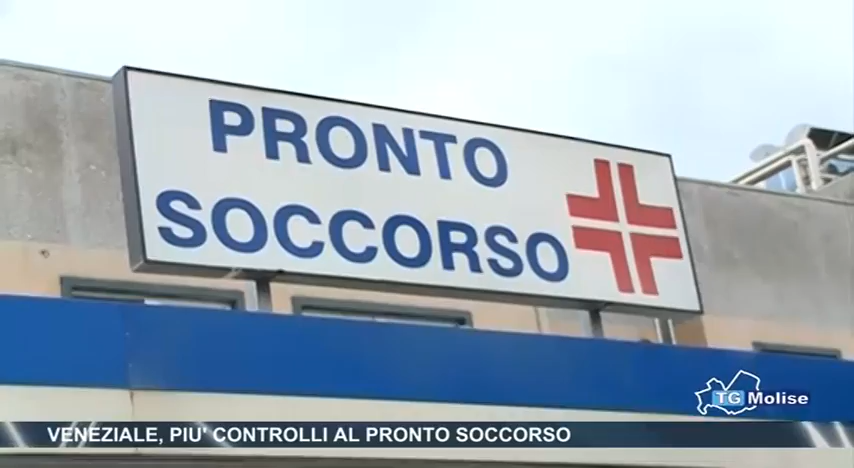 PRONTO
SOCCORSO
TG Molise
VENEZIALE, PIU' CONTROLLI AL PRONTO SOCCORSO